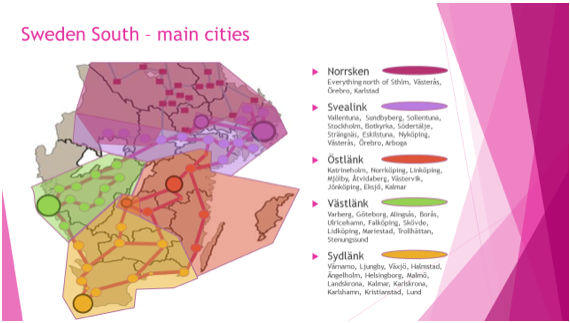 Sweden South – main cities
Norrsken
Everything north of Sthlm, Västerås,
Örebro, Karlstad
Svealink
Vallentuna, Sundbyberg, Sollentuna,
Stockholm, Botkyrka, Södertälje,
Strängnäs, Eskilstuna, Nyköping,
Västerås, Örebro, Arboga
Östlänk
Katrineholm, Norrköping, Linköping,
Mjölby, Åtvidaberg, Västervik,
Jönköping, Eksjö, Kalmar
Västlänk
Varberg, Göteborg, Alingsås, Borås,
Ulricehamn, Falköping, Skövde,
Lidköping, Mariestad, Trollhättan,
Stenungssund
Sydlänk
Värnamo, Ljungby, Växjö, Halmstad,
Ängelholm, Helsingborg, Malmö,
Landskrona, Kalmar, Karlskrona,
Karlshamn, Kristianstad, Lund